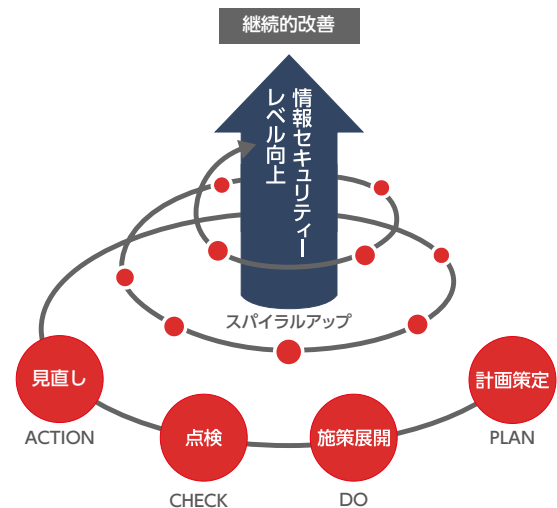 継続的改善
情報セキュリティー
レベル向上
スパイラルアップ
見直し
ACTION
点検
CHECK
施策展開
DO
計画策定
PLAN